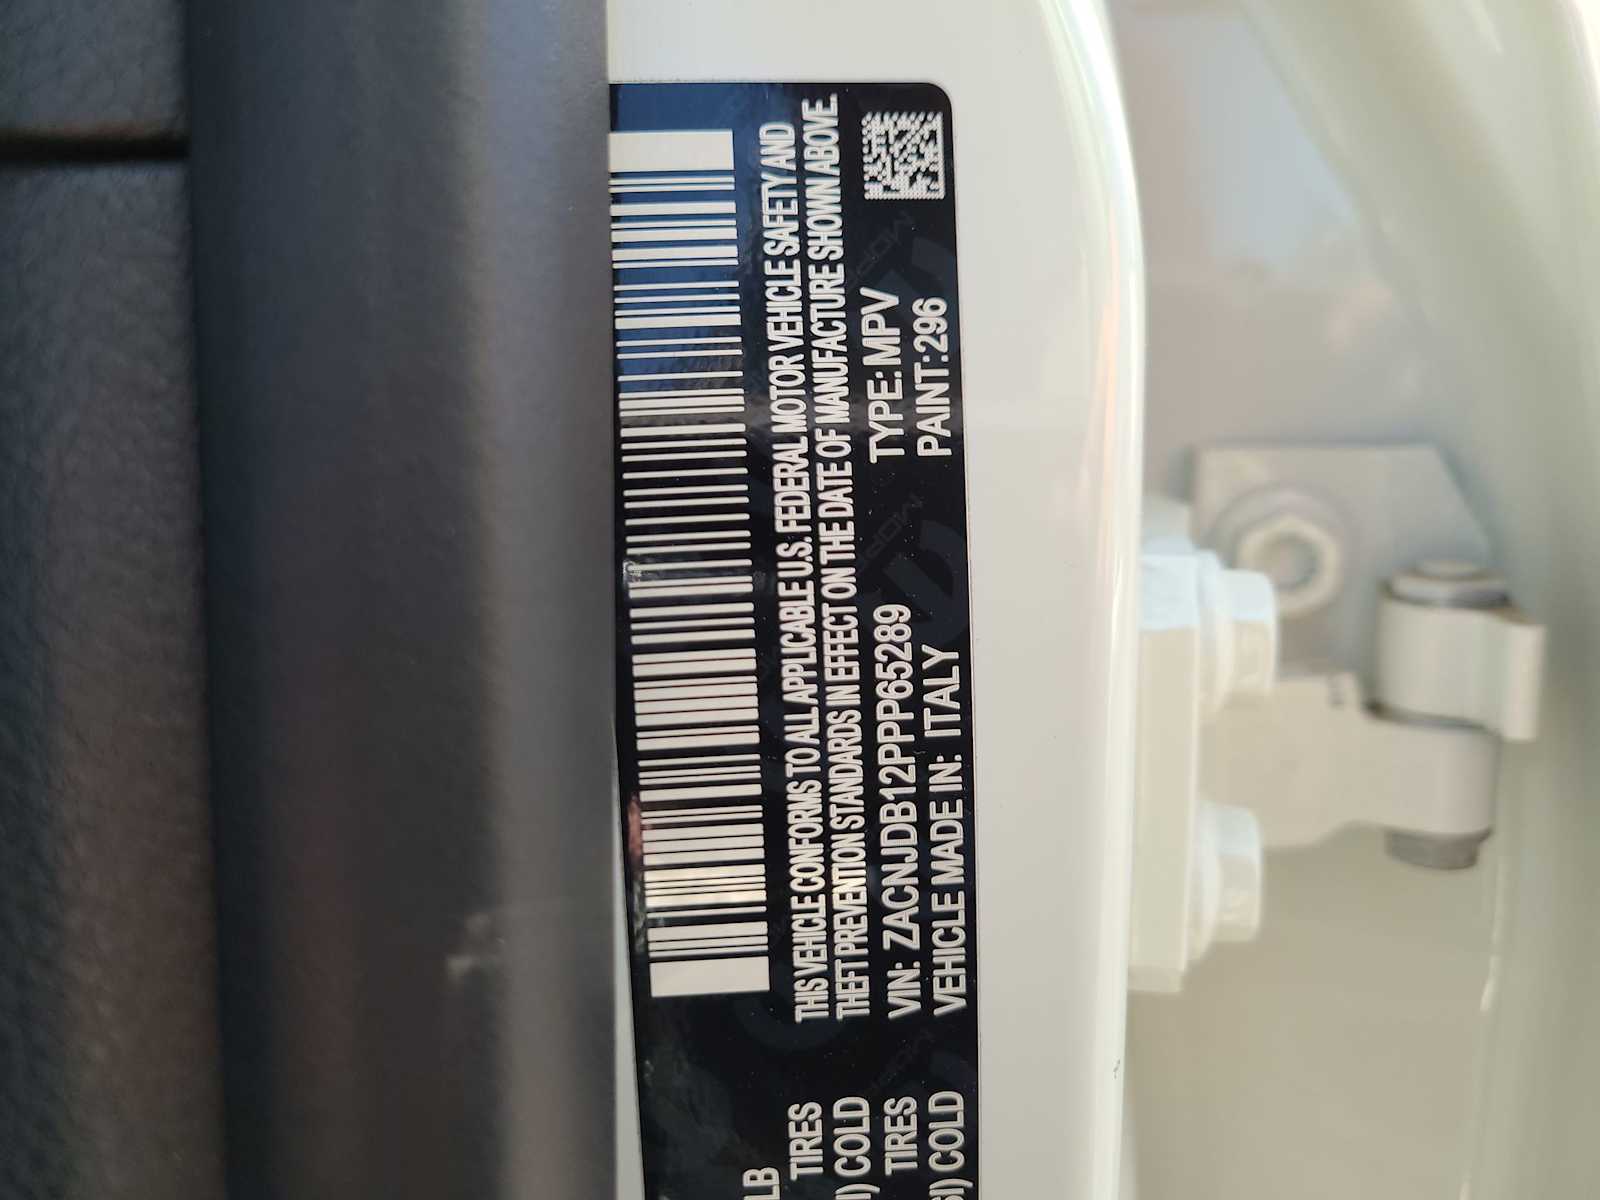 THIS VEHICLE CONFORMS TO ALL APPLICABLE U.S. FEDERAL MOTOR VEHICLE SAFETY AND
THEFT PREVENTION STANDARDS IN EFFECT ON THE DATE OF MANUFACTURE SHOWN ABOVE.
VIN: ZACNJDB12PPP65289 TYPE: MPV
VEHICLE MADE IN: ITALY PAINT:296
LB
TIRES
I) COLD
TIRES
SI) COLD